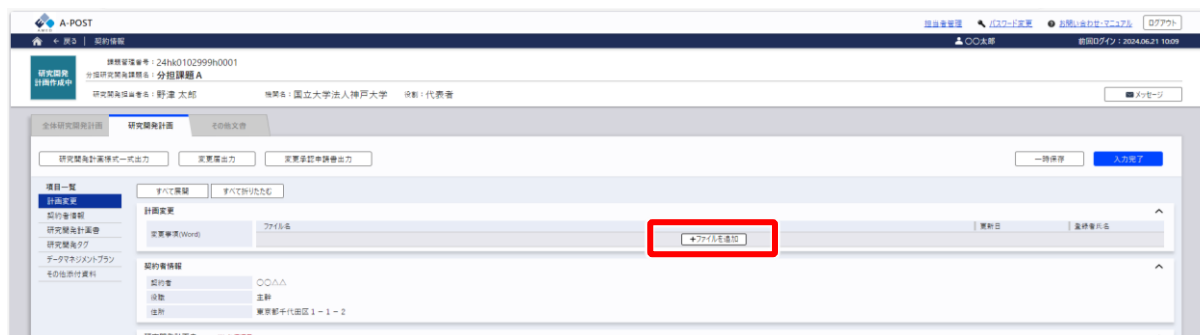 A-POST
担当者管理 パスワード変更 お問い合わせ・マニュアル ログアウト
← 戻る 契約情報 〇〇太郎 前回ログイン：2024.06.21 10:09
研究開発
計画作成中
課題管理番号：24hk0102999h0001
分担研究開発課題名：分担課題A
研究開発担当者名：野津 太郎 機関名：国立大学法人神戸大学 役割：代表者 メッセージ
全体研究開発計画 研究開発計画 その他文書
研究開発計画様式一式出力 変更届出力 変更承認申請書出力 一時保存 入力完了
項目一覧 すべて展開 すべて折りたたむ
計画変更
契約者情報
研究開発計画書
研究開発タグ
データマネジメントプラン
その他添付資料
計画変更
変更事項(Word) ファイル名 更新日 登録者氏名
+ファイルを追加
契約者情報
契約者 〇〇△△
役職 主幹
住所 東京都千代田区1-1-2